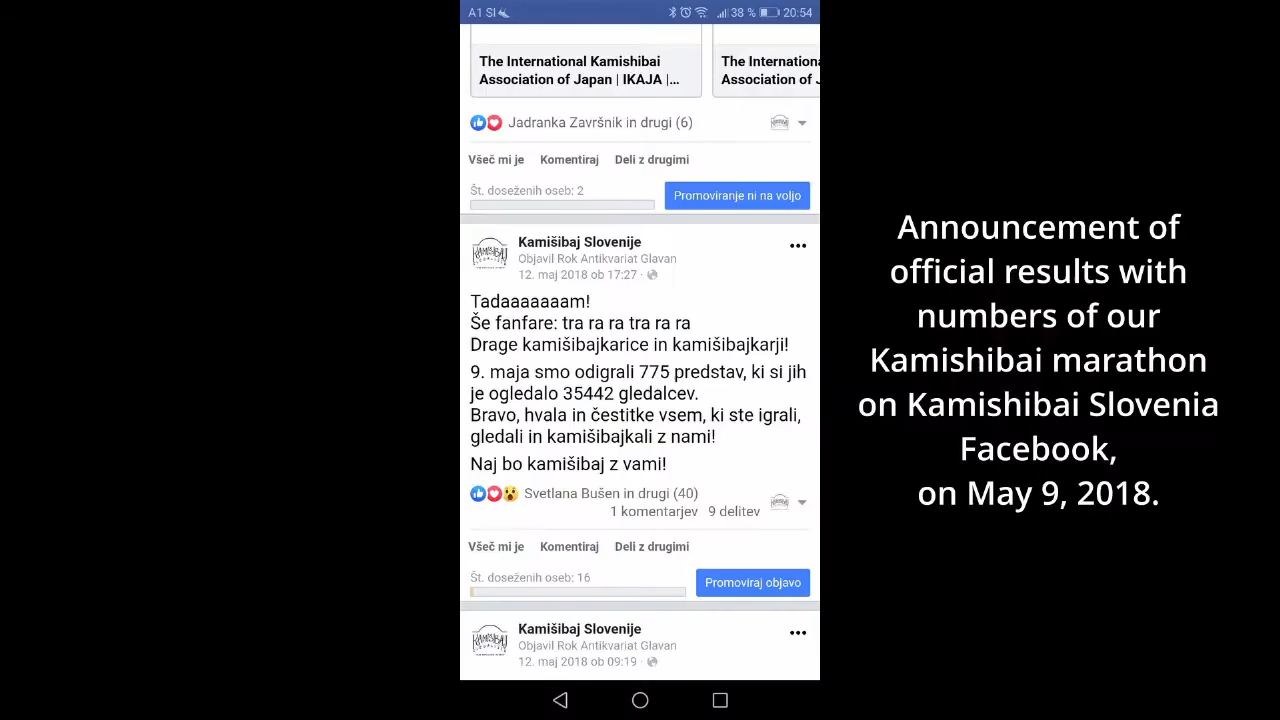 A1 SI
38 %
20:54
The International Kamishibai
Association of Japan | IKAJA |...
The Internationa
Association of J
Jadranka Završnik in drugi (6)
Všeč mi je Komentiraj Deli z drugimi
Št. doseženih oseb: 2
Promoviranje ni na voljo
Kamišibaj Slovenije
Objavil Rok Antikvariat Glavan
12. maj 2018 ob 17:27 ·
Tadaaaaaaam!
Še fanfare: tra ra ra tra ra ra
Drage kamišibajkarice in kamišibajkarji!
9. maja smo odigrali 775 predstav, ki si jih
je ogledalo 35442 gledalcev.
Bravo, hvala in čestitke vsem, ki ste igrali,
gledali in kamišibajkali z nami!
Naj bo kamišibaj z vami!
Svetlana Bušen in drugi (40)
1 komentarjev 9 delitev
Všeč mi je Komentiraj Deli z drugimi
Št. doseženih oseb: 16
Promoviraj objavo
Kamišibaj Slovenije
Objavil Rok Antikvariat Glavan
12. maj 2018 ob 09:19 ·
Announcement of
official results with
numbers of our
Kamishibai marathon
on Kamishibai Slovenia
Facebook,
on May 9, 2018.